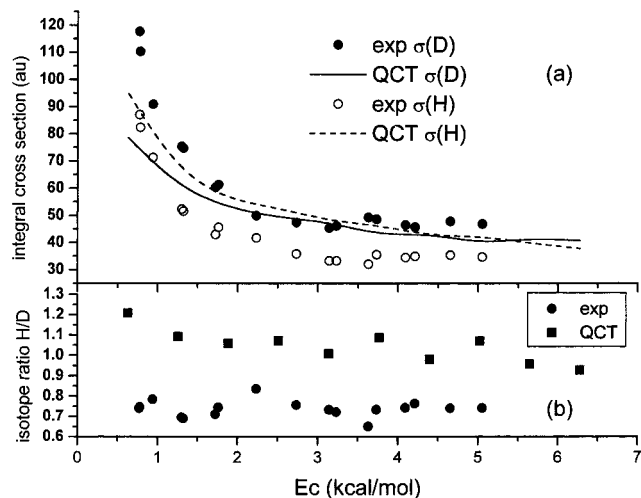 integral cross section (au)
120
110
100
90
80
70
60
50
40
30
exp σ(D)
QCT σ(D)
exp σ(H)
QCT σ(H)
(a)
isotope ratio H/D
1.3
1.2
1.1
1.0
0.9
0.8
0.7
0.6
exp
QCT
(b)
0 1 2 3 4 5 6 7
Ec (kcal/mol)